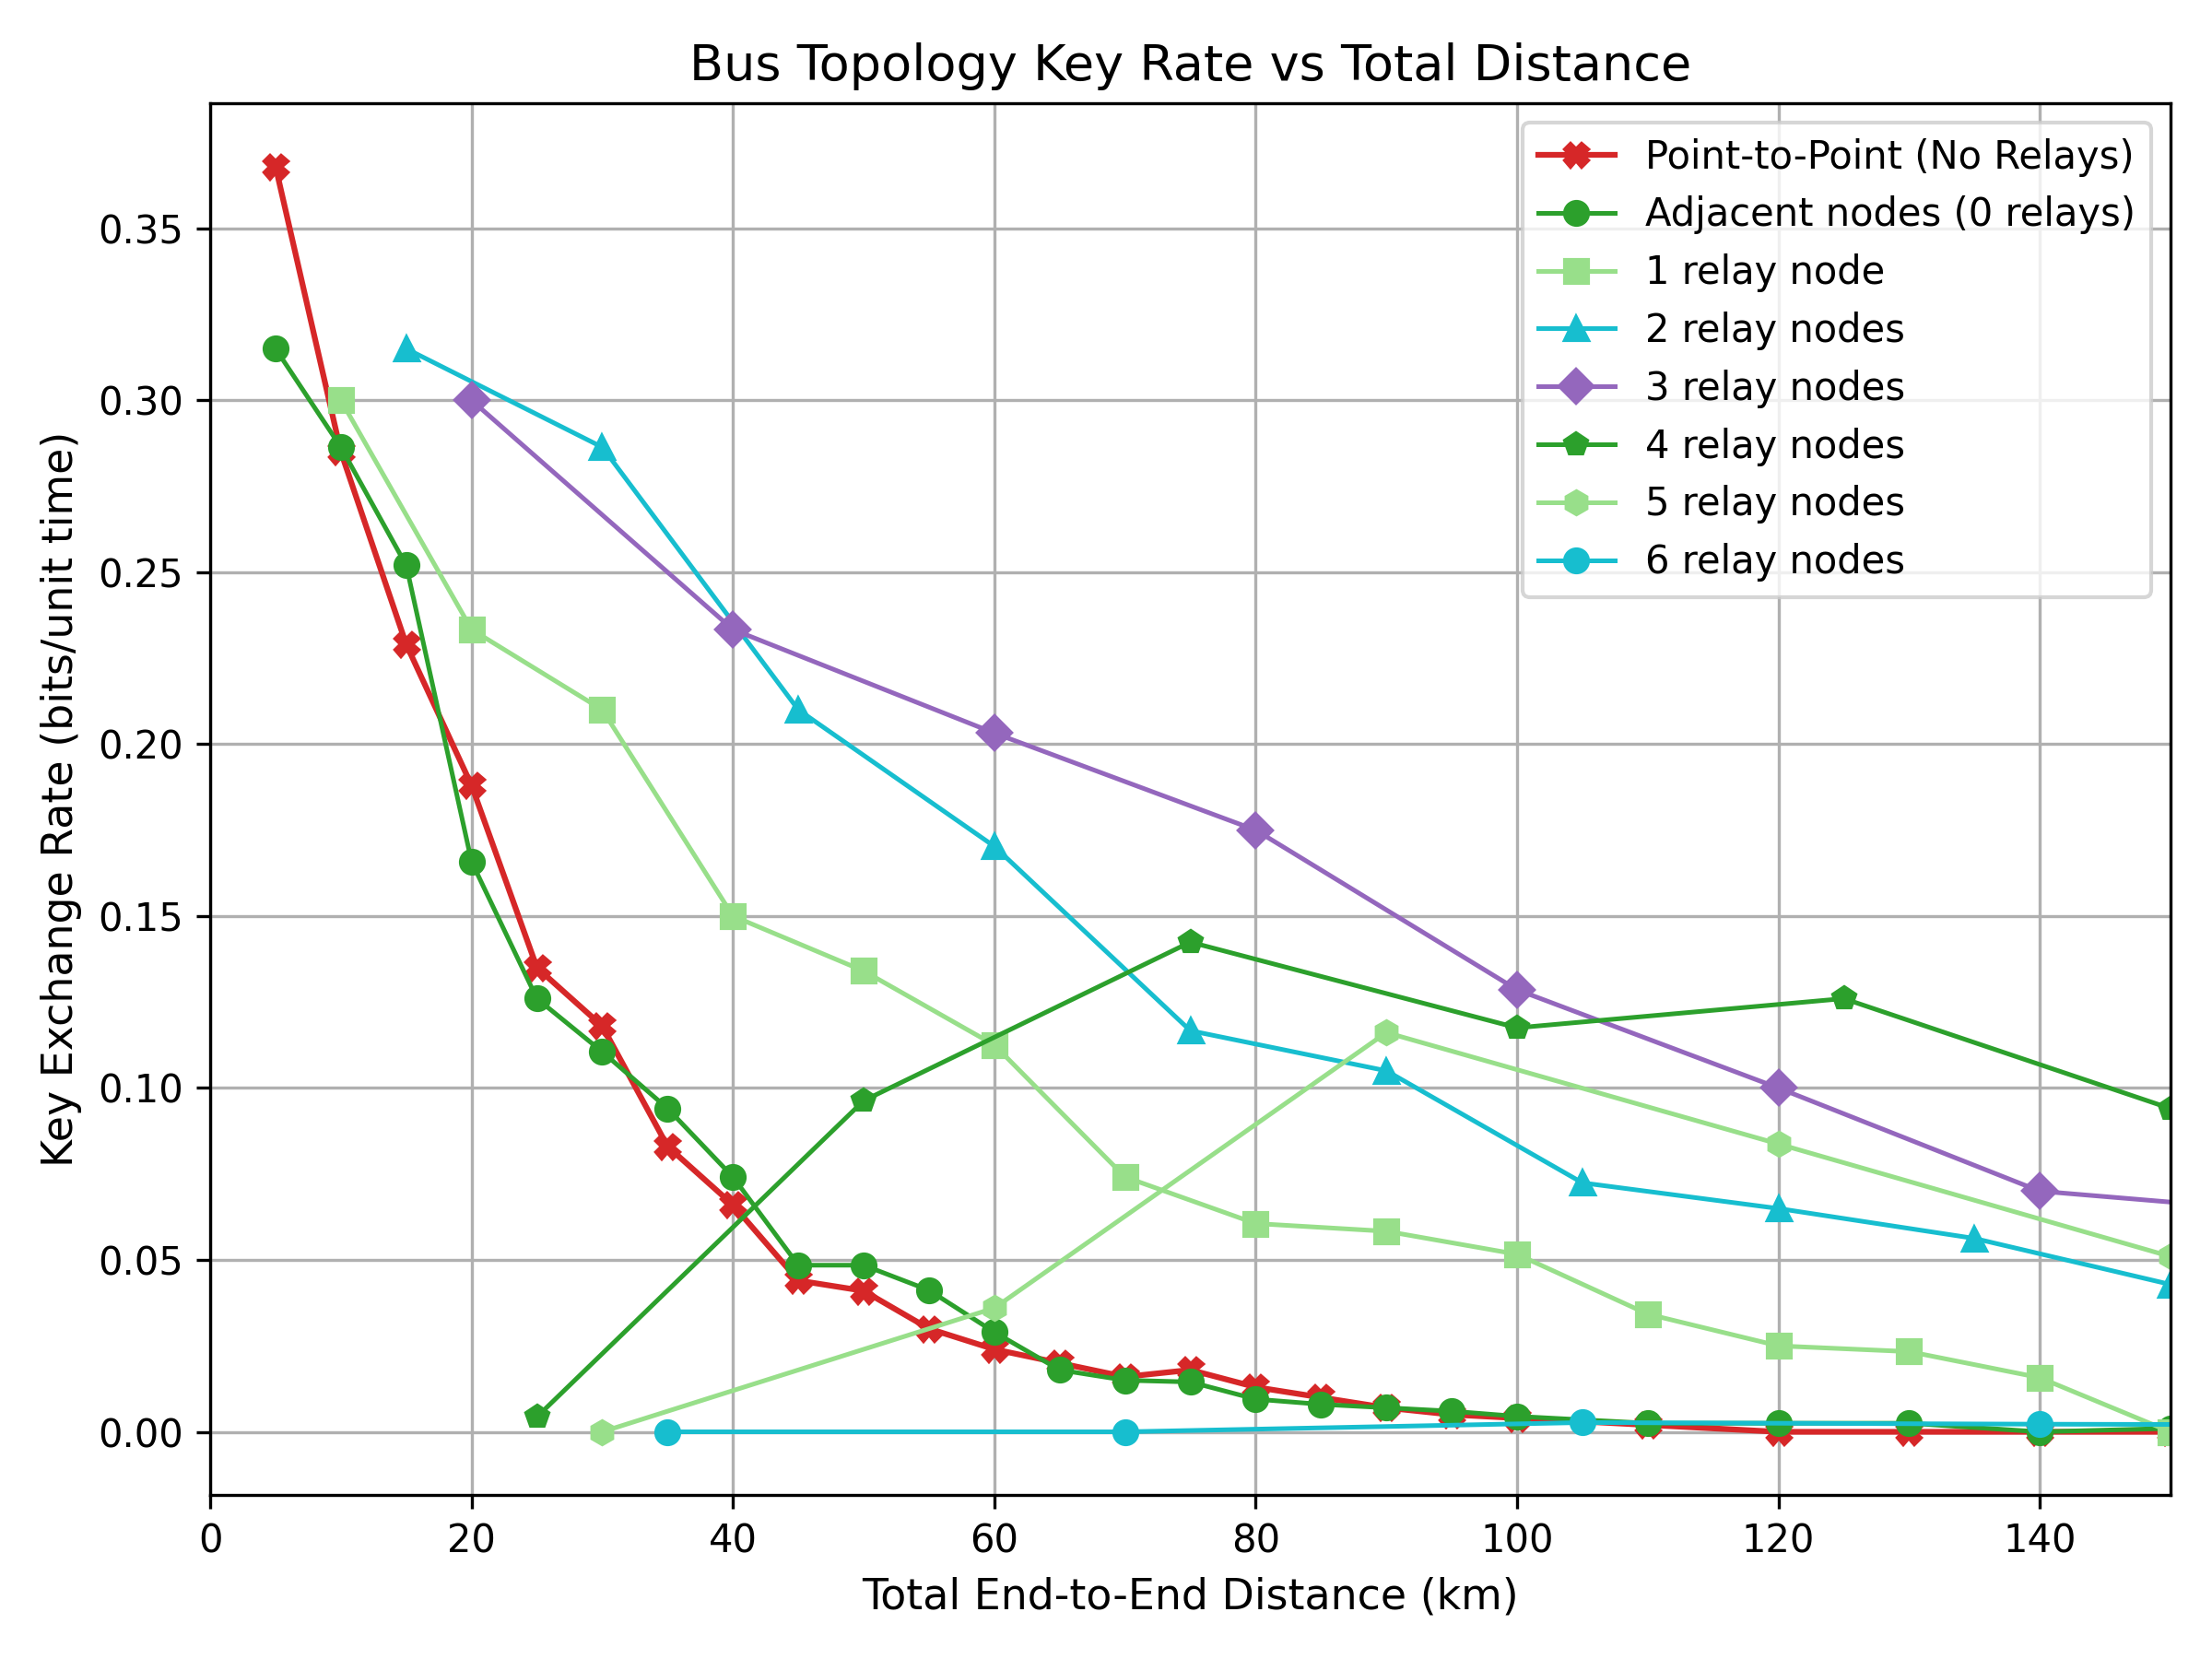 Bus Topology Key Rate vs Total Distance
Key Exchange Rate (bits/unit time)
0.35
0.30
0.25
0.20
0.15
0.10
0.05
0.00
Point-to-Point (No Relays)
Adjacent nodes (0 relays)
1 relay node
2 relay nodes
3 relay nodes
4 relay nodes
5 relay nodes
6 relay nodes
0 20 40 60 80 100 120 140
Total End-to-End Distance (km)